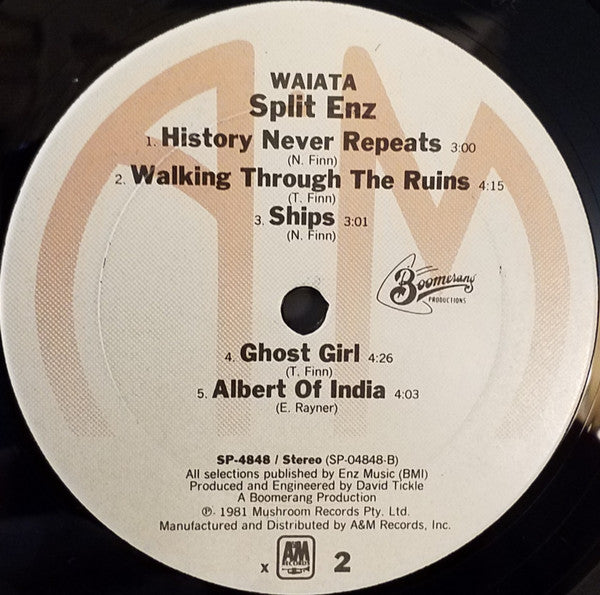 WAIATA
Split Enz
1. History Never Repeats 3:00
(N. Finn)
2. Walking Through The Ruins 4:15
(T. Finn)
3. Ships 3:01
(N. Finn)
Boomerang
PRODUCTIONS
4. Ghost Girl 4:26
(T. Finn)
5. Albert Of India 4:03
(E. Rayner)
SP-4848 / Stereo (SP-04848-B)
All selections published by Enz Music (BMI)
Produced and Engineered by David Tickle
A Boomerang Production
℗ 1981 Mushroom Records Pty. Ltd.
Manufactured and Distributed by A&M Records, Inc.
x A&M RECORDS 2